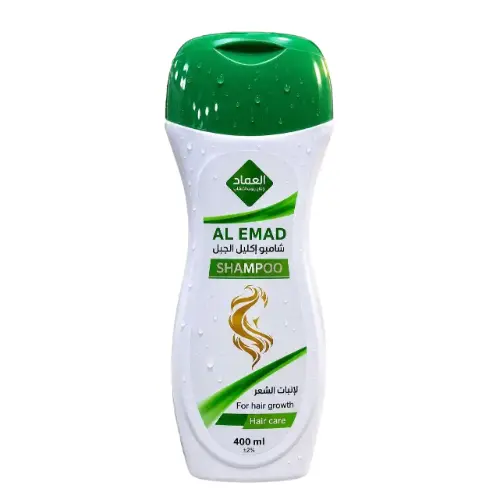 العماد
AL EMAD
شامبو إكليل الجبل
SHAMPOO
لإنبات الشعر
For hair growth
Hair care
400 ml
±2%